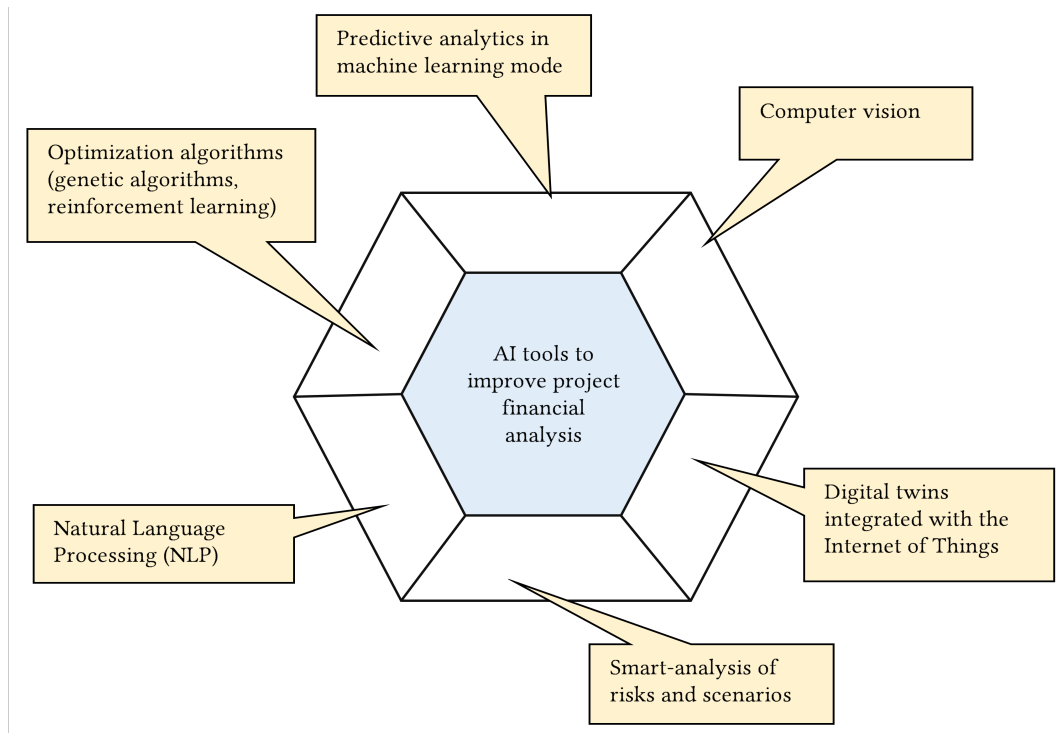 Predictive analytics in
machine learning mode
Computer vision
Optimization algorithms
(genetic algorithms,
reinforcement learning)
AI tools to
improve project
financial
analysis
Digital twins
integrated with the
Internet of Things
Natural Language
Processing (NLP)
Smart-analysis of
risks and scenarios